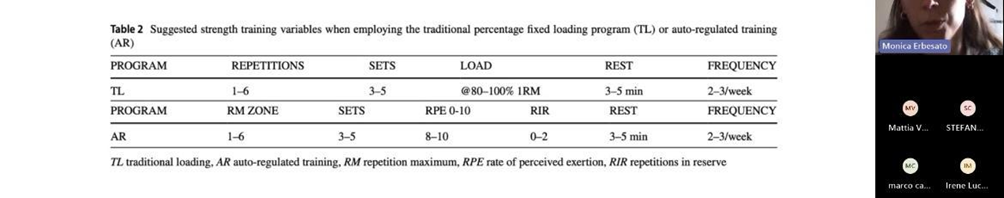 Table 2 Suggested strength training variables when employing the traditional percentage fixed loading program (TL) or auto-regulated training
(AR)
PROGRAM REPETITIONS SETS LOAD REST FREQUENCY
TL 1–6 3–5 @80–100% 1RM 3–5 min 2–3/week
PROGRAM RM ZONE SETS RPE 0-10 RIR REST FREQUENCY
AR 1–6 3–5 8–10 0–2 3–5 min 2–3/week
TL traditional loading, AR auto-regulated training, RM repetition maximum, RPE rate of perceived exertion, RIR repetitions in reserve
Monica Erbesato
MV SC
Mattia V... STEFAN...
MC IM
marco ca... Irene Luc...